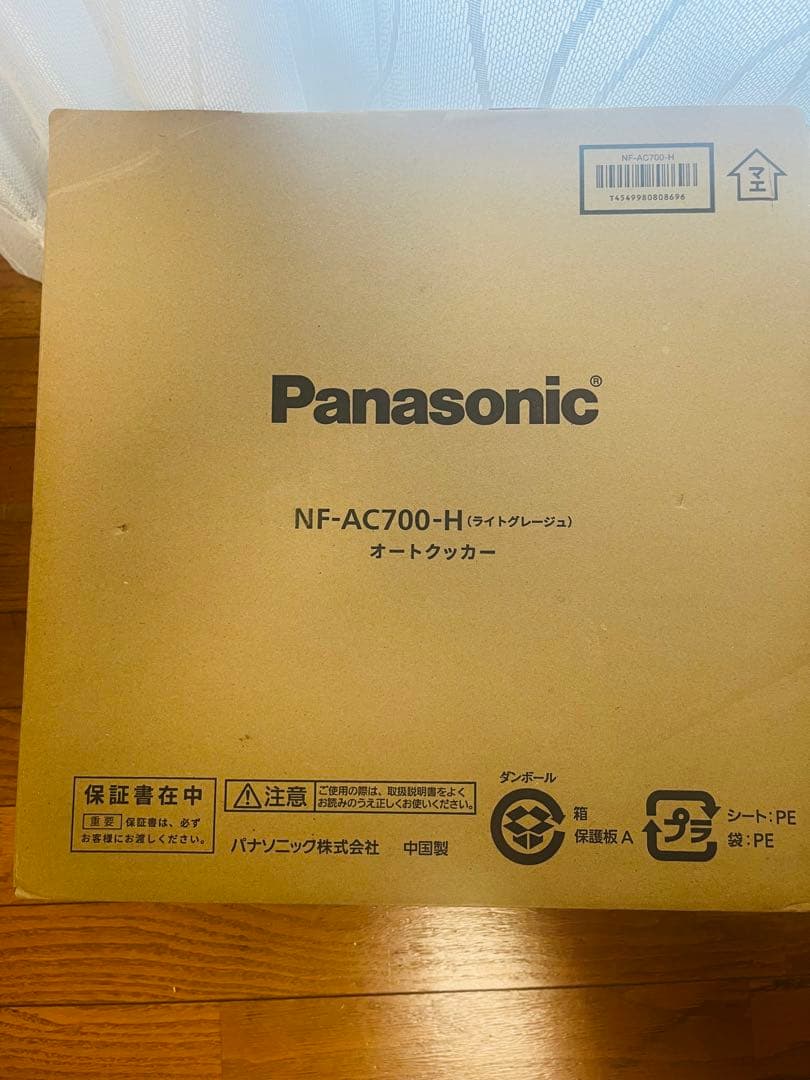 NF-AC700-H
T4549980808696
マエ
Panasonic®
NF-AC700-H(ライトグレージュ)
オートクッカー
保証書在中
重要 保証書は、必ず
お客様にお渡しください。
注意
ご使用の際は、取扱説明書をよく
お読みのうえ正しくお使いください。
パナソニック株式会社 中国製
ダンボール
箱
保護板A
プラ
シート:PE
袋:PE